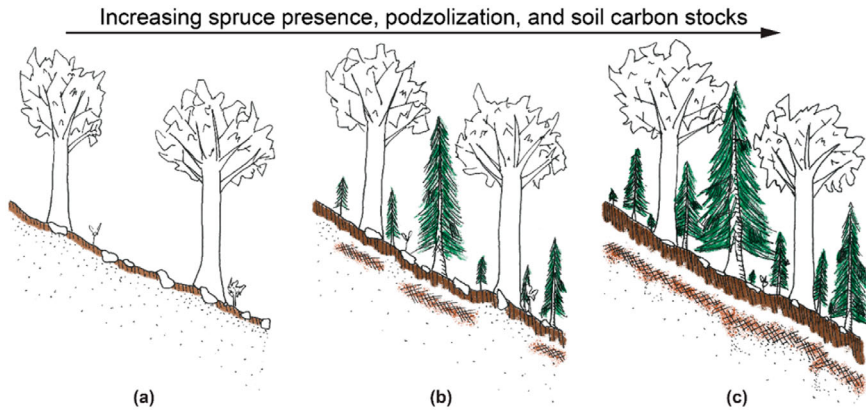 Increasing spruce presence, podzolization, and soil carbon stocks
(a)
(b)
(c)